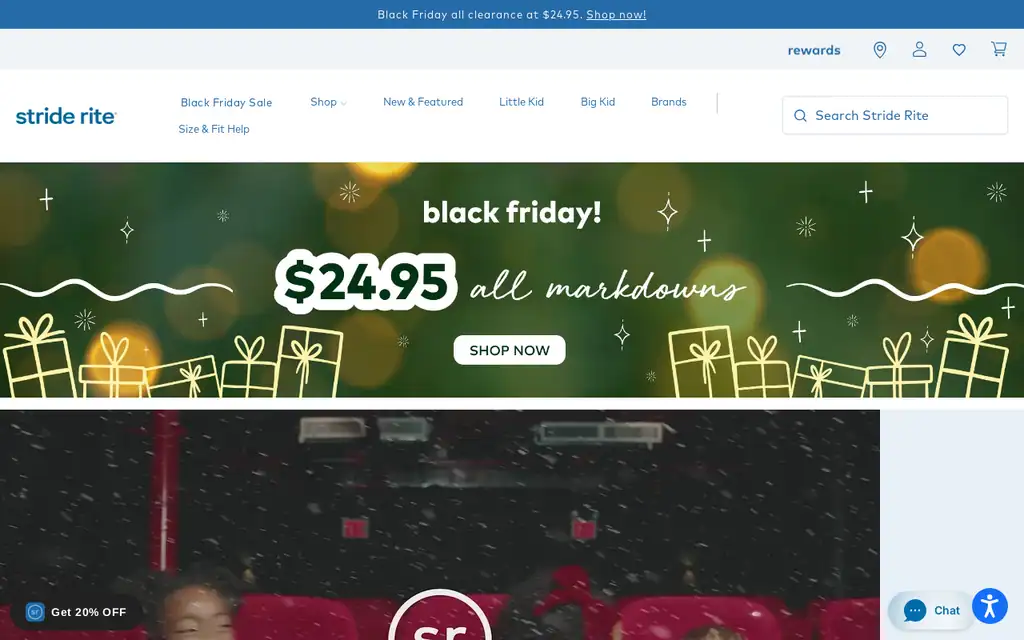 Black Friday all clearance at $24.95. Shop now!
rewards
stride rite
Black Friday Sale
Shop
New & Featured
Little Kid
Big Kid
Brands
Size & Fit Help
Search Stride Rite
black friday!
$24.95 all markdowns
SHOP NOW
sr
sr
Get 20% OFF
Chat